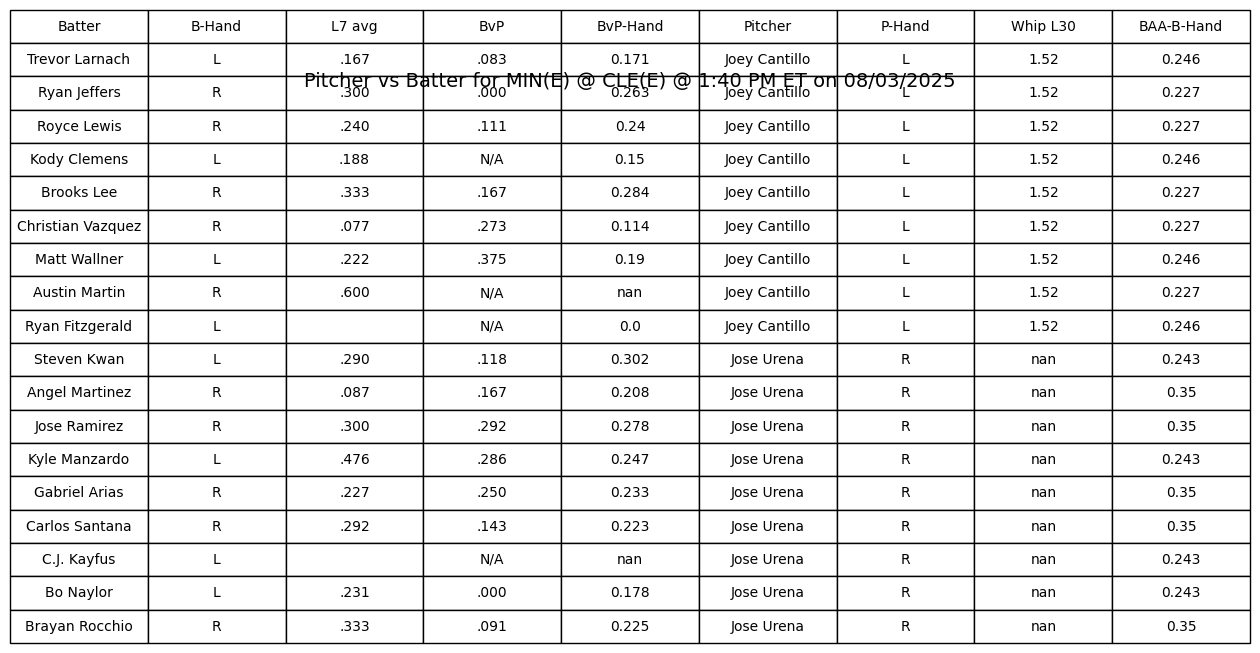 Batter B-Hand L7 avg BvP BvP-Hand Pitcher P-Hand Whip L30 BAA-B-Hand
Trevor Larnach L .167 .083 0.171 Joey Cantillo L 1.52 0.246
Pitcher vs Batter for MIN(E) @ CLE(E) @ 1:40 PM ET on 08/03/2025
Ryan Jeffers R .300 .000 0.263 Joey Cantillo L 1.52 0.227
Royce Lewis R .240 .111 0.24 Joey Cantillo L 1.52 0.227
Kody Clemens L .188 N/A 0.15 Joey Cantillo L 1.52 0.246
Brooks Lee R .333 .167 0.284 Joey Cantillo L 1.52 0.227
Christian Vazquez R .077 .273 0.114 Joey Cantillo L 1.52 0.227
Matt Wallner L .222 .375 0.19 Joey Cantillo L 1.52 0.246
Austin Martin R .600 N/A nan Joey Cantillo L 1.52 0.227
Ryan Fitzgerald L N/A 0.0 Joey Cantillo L 1.52 0.246
Steven Kwan L .290 .118 0.302 Jose Urena R nan 0.243
Angel Martinez R .087 .167 0.208 Jose Urena R nan 0.35
Jose Ramirez R .300 .292 0.278 Jose Urena R nan 0.35
Kyle Manzardo L .476 .286 0.247 Jose Urena R nan 0.243
Gabriel Arias R .227 .250 0.233 Jose Urena R nan 0.35
Carlos Santana R .292 .143 0.223 Jose Urena R nan 0.35
C.J. Kayfus L N/A nan Jose Urena R nan 0.243
Bo Naylor L .231 .000 0.178 Jose Urena R nan 0.243
Brayan Rocchio R .333 .091 0.225 Jose Urena R nan 0.35